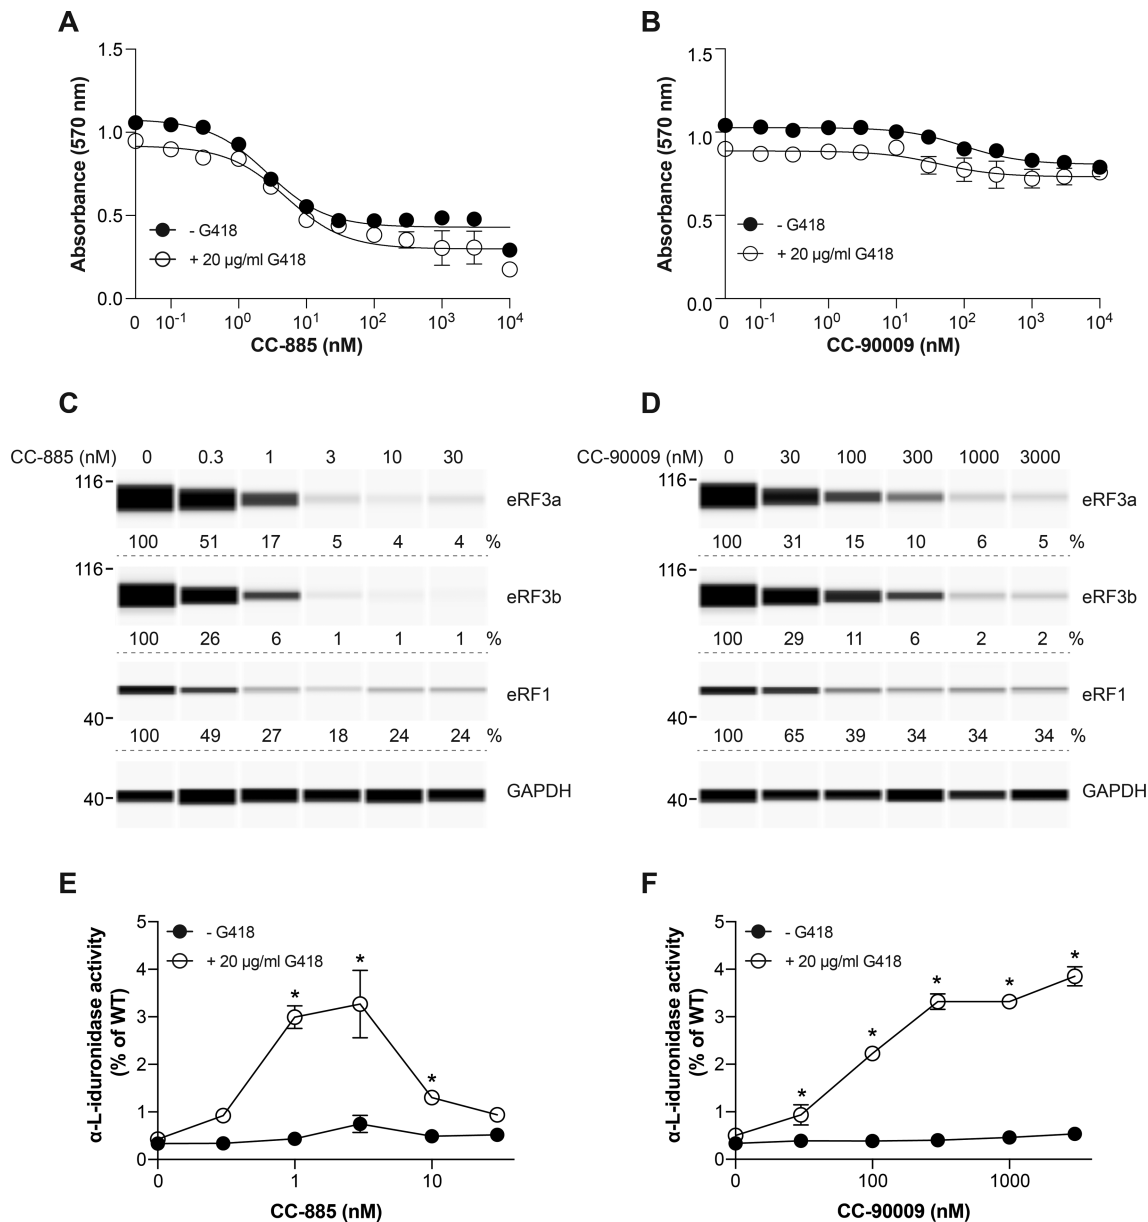 A
1.5
1.0
0.5
0.0
Absorbance (570 nm)
- G418
+ 20 µg/ml G418
0 10⁻¹ 10⁰ 10¹ 10² 10³ 10⁴
CC-885 (nM)
B
1.5
1.0
0.5
0.0
Absorbance (570 nm)
- G418
+ 20 µg/ml G418
0 10⁻¹ 10⁰ 10¹ 10² 10³ 10⁴
CC-90009 (nM)
C
CC-885 (nM) 0 0.3 1 3 10 30
116
eRF3a
100 51 17 5 4 4 %
116
eRF3b
100 26 6 1 1 1 %
eRF1
40
100 49 27 18 24 24 %
40
GAPDH
D
CC-90009 (nM) 0 30 100 300 1000 3000
116
eRF3a
100 31 15 10 6 5 %
116
eRF3b
100 29 11 6 2 2 %
eRF1
40
100 65 39 34 34 34 %
40
GAPDH
E
5
4
3
2
1
0
α-L-iduronidase activity
(% of WT)
- G418
+ 20 µg/ml G418
* * *
0 1 10
CC-885 (nM)
F
5
4
3
2
1
0
α-L-iduronidase activity
(% of WT)
- G418
+ 20 µg/ml G418
* * * * *
0 100 1000
CC-90009 (nM)